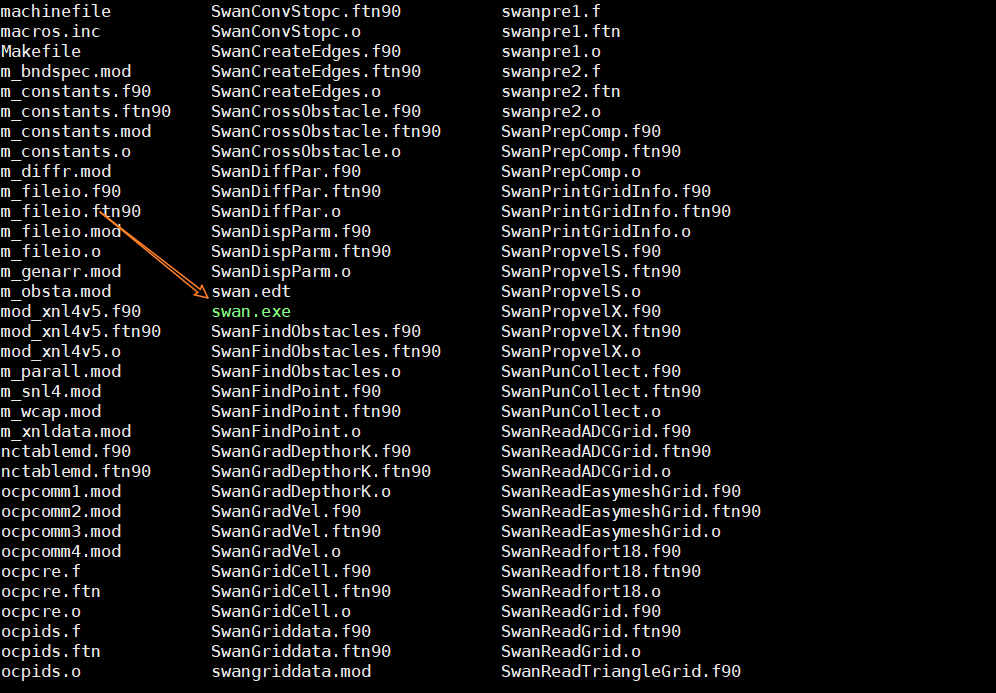 machinefile SwanConvStopc.ftn90 swanpre1.f
macros.inc SwanConvStopc.o swanpre1.ftn
Makefile SwanCreateEdges.f90 swanpre1.o
m_bndspec.mod SwanCreateEdges.ftn90 swanpre2.f
m_constants.f90 SwanCreateEdges.o swanpre2.ftn
m_constants.ftn90 SwanCrossObstacle.f90 swanpre2.o
m_constants.mod SwanCrossObstacle.ftn90 SwanPrepComp.f90
m_constants.o SwanCrossObstacle.o SwanPrepComp.ftn90
m_diffr.mod SwanDiffPar.f90 SwanPrepComp.o
m_fileio.f90 SwanDiffPar.ftn90 SwanPrintGridInfo.f90
m_fileio.ftn90 SwanDiffPar.o SwanPrintGridInfo.ftn90
m_fileio.mod SwanDispParm.f90 SwanPrintGridInfo.o
m_fileio.o SwanDispParm.ftn90 SwanPropvelS.f90
m_genarr.mod SwanDispParm.o SwanPropvelS.ftn90
m_obsta.mod swan.edt SwanPropvelS.o
mod_xnl4v5.f90 swan.exe SwanPropvelX.f90
mod_xnl4v5.ftn90 SwanFindObstacles.f90 SwanPropvelX.ftn90
mod_xnl4v5.o SwanFindObstacles.ftn90 SwanPropvelX.o
m_parall.mod SwanFindObstacles.o SwanPunCollect.f90
m_snl4.mod SwanFindPoint.f90 SwanPunCollect.ftn90
m_wcap.mod SwanFindPoint.ftn90 SwanPunCollect.o
m_xnldata.mod SwanFindPoint.o SwanReadADCGrid.f90
nctablemd.f90 SwanGradDepthorK.f90 SwanReadADCGrid.ftn90
nctablemd.ftn90 SwanGradDepthorK.ftn90 SwanReadADCGrid.o
ocpcomm1.mod SwanGradDepthorK.o SwanReadEasymeshGrid.f90
ocpcomm2.mod SwanGradVel.f90 SwanReadEasymeshGrid.ftn90
ocpcomm3.mod SwanGradVel.ftn90 SwanReadEasymeshGrid.o
ocpcomm4.mod SwanGradVel.o SwanReadfort18.f90
ocpcre.f SwanGridCell.f90 SwanReadfort18.ftn90
ocpcre.ftn SwanGridCell.ftn90 SwanReadfort18.o
ocpcre.o SwanGridCell.o SwanReadGrid.f90
ocpids.f SwanGriddata.f90 SwanReadGrid.ftn90
ocpids.ftn SwanGriddata.ftn90 SwanReadGrid.o
ocpids.o swangriddata.mod SwanReadTriangleGrid.f90